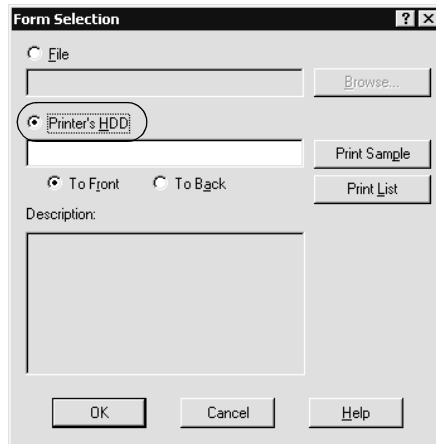 Form Selection
File
Browse...
Printer's HDD
Print Sample
To Front To Back
Print List
Description:
OK Cancel Help